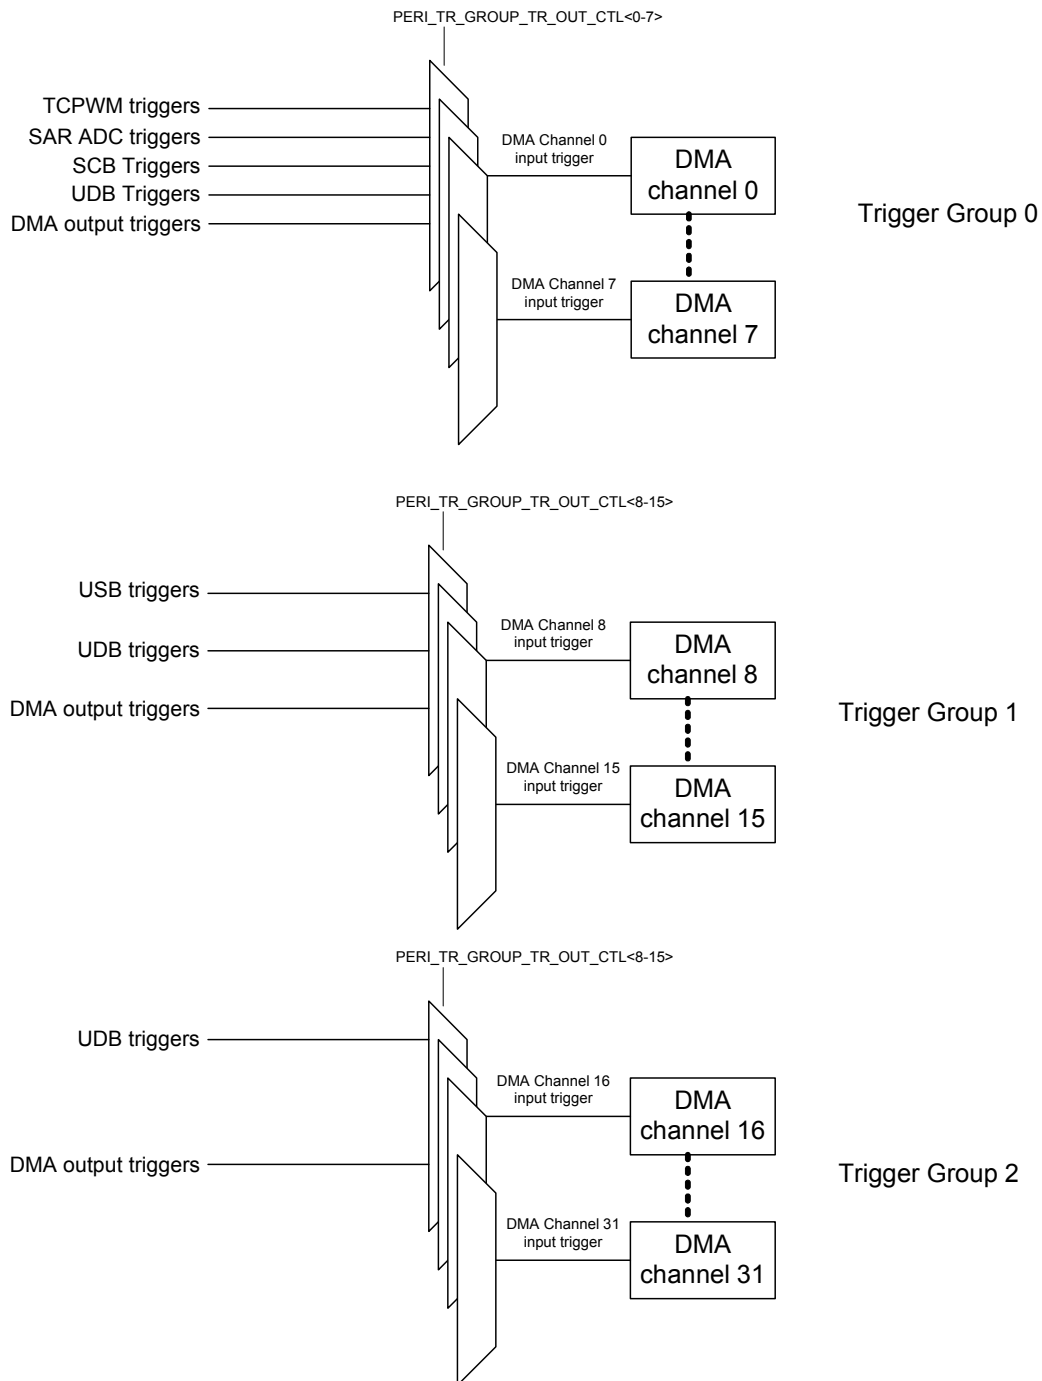 PERI_TR_GROUP_TR_OUT_CTL<0-7>
TCPWM triggers
SAR ADC triggers
SCB Triggers
UDB Triggers
DMA output triggers
DMA Channel 0
input trigger
DMA
channel 0
Trigger Group 0
DMA Channel 7
input trigger
DMA
channel 7
PERI_TR_GROUP_TR_OUT_CTL<8-15>
USB triggers
UDB triggers
DMA output triggers
DMA Channel 8
input trigger
DMA
channel 8
Trigger Group 1
DMA Channel 15
input trigger
DMA
channel 15
PERI_TR_GROUP_TR_OUT_CTL<8-15>
UDB triggers
DMA output triggers
DMA Channel 16
input trigger
DMA
channel 16
Trigger Group 2
DMA Channel 31
input trigger
DMA
channel 31